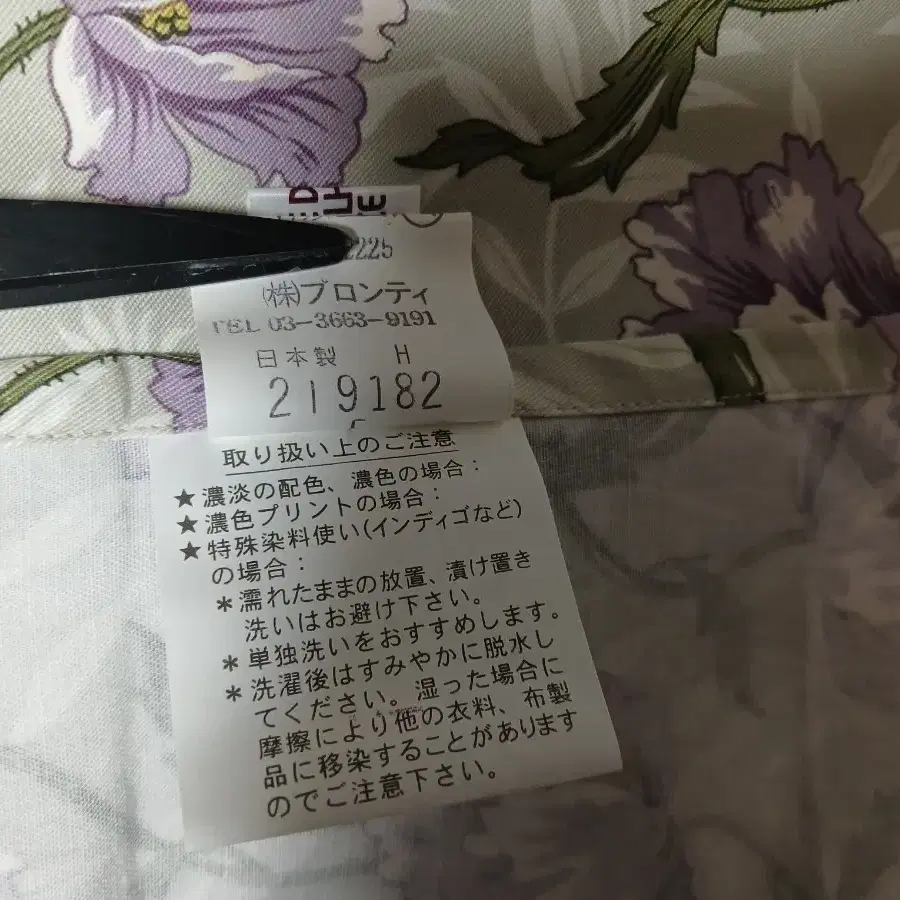 2225
㈱ブロンティ
TEL 03-3663-9191
日本製 H
219182
取り扱い上のご注意
★濃淡の配色、濃色の場合:
★濃色プリントの場合:
★特殊染料使い(インディゴなど)
の場合:
*濡れたままの放置、漬け置き
洗いはお避け下さい。
*単独洗いをおすすめします。
*洗濯後はすみやかに脱水し
てください。湿った場合に
摩擦により他の衣料、布製
品に移染することがあります
のでご注意下さい。